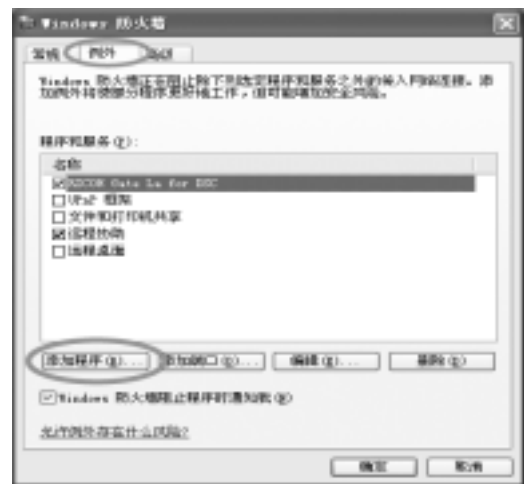 Windows 防火墙
常规 例外 高级
Windows 防火墙正在阻止除下列选定程序和服务之外的传入网络连接。添
加例外将使部分程序更好地工作，但可能增加安全风险。
程序和服务(P):
名称
for DSC
UPnP 框架
文件和打印机共享
远程协助
远程桌面
添加程序(R)... 添加端口(O)... 编辑(E)... 删除(D)
Windows 防火墙阻止程序时通知我(N)
允许例外存在什么风险?
确定 取消